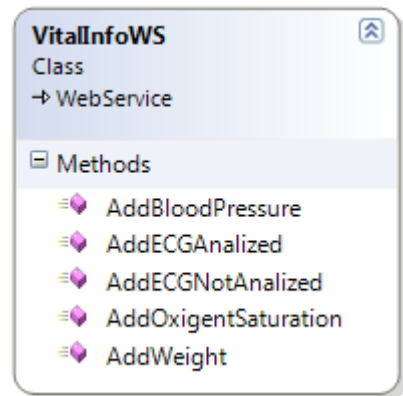 VitalInfoWS
Class
WebService
Methods
AddBloodPressure
AddECGAnalized
AddECGNotAnalized
AddOxigentSaturation
AddWeight